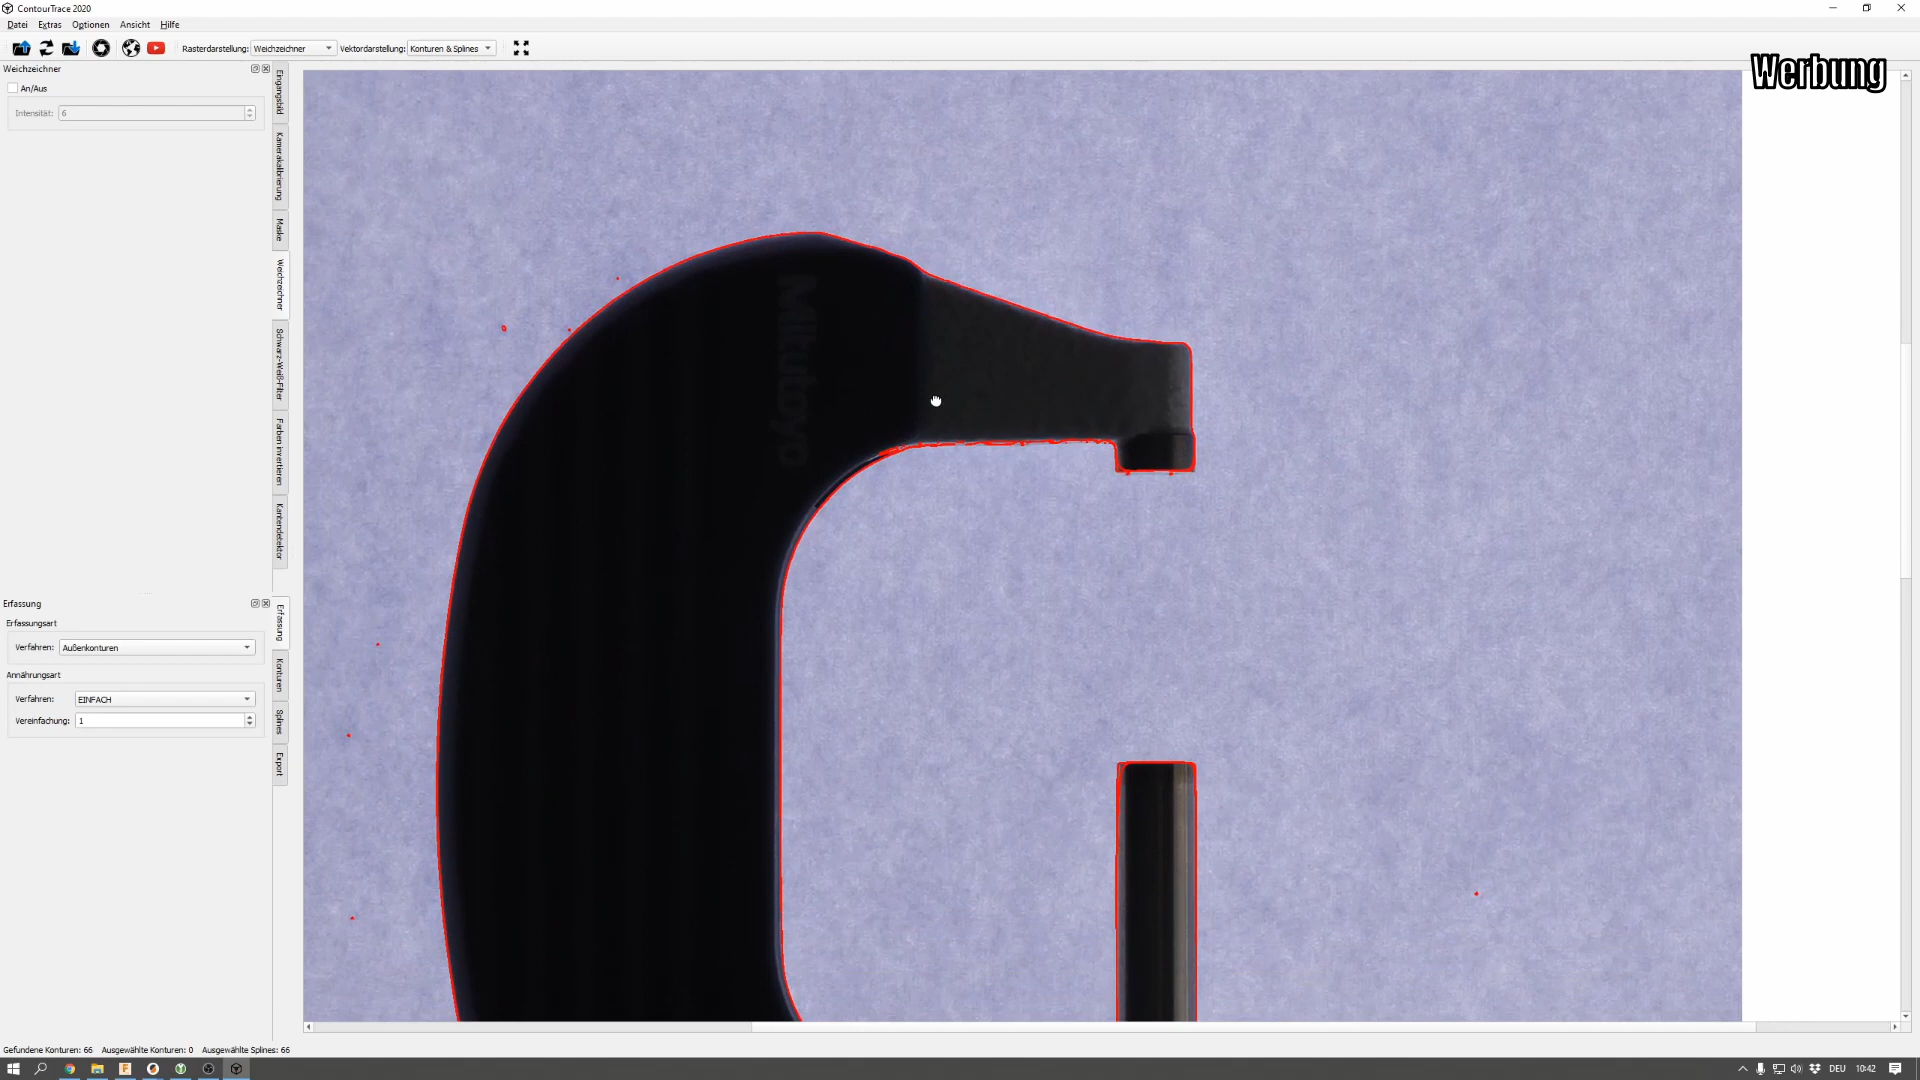 ContourTrace 2020
Datei Extras Optionen Ansicht Hilfe
Rasterdarstellung: Weichzeichner Vektordarstellung: Konturen & Splines
Werbung
Weichzeichner
An/Aus
Intensität: 6
Eingangsbild
Kamerakalibrierung
Maske
Weichzeichner
Schwarz-Weiß-Filter
Farben invertieren
Kantendetektor
Mitutoyo
Erfassung
Erfassungsart
Verfahren: Außenkonturen
Annährungsart
Verfahren: EINFACH
Vereinfachung: 1
Erfassung
Konturen
Splines
Export
Gefundene Konturen: 66 Ausgewählte Konturen: 0 Ausgewählte Splines: 66
DEU 10:42